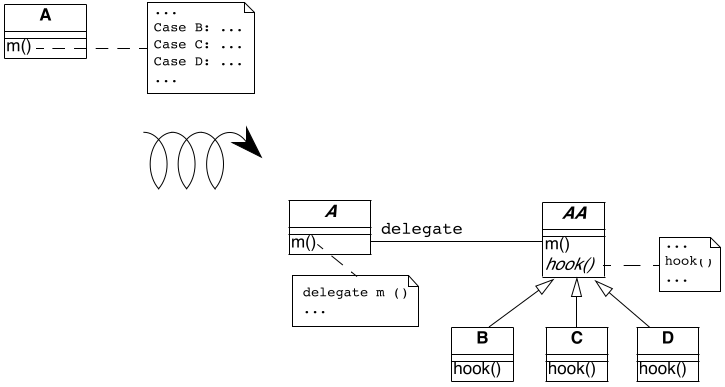 A
m()
...
Case B: ...
Case C: ...
Case D: ...
...
A
m()
delegate
AA
m()
hook()
...
hook()
...
delegate m ()
...
B
hook()
C
hook()
D
hook()